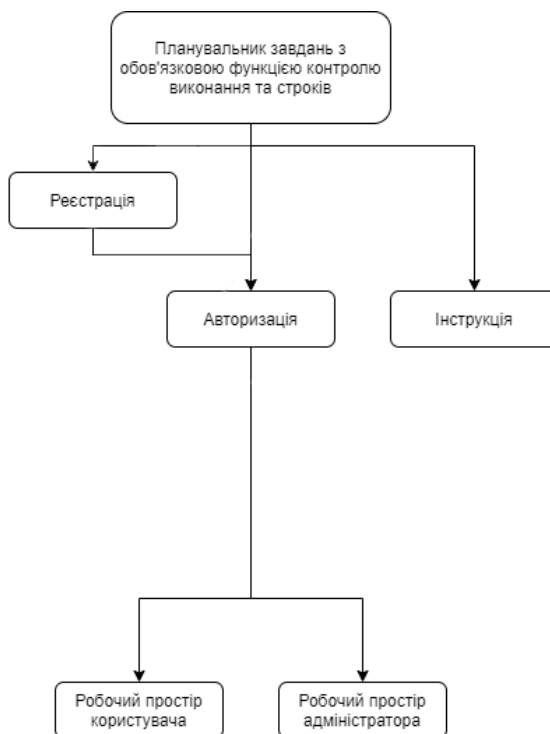 Планувальник завдань з
обов'язковою функцією контролю
виконання та строків
Реєстрація
Авторизація
Інструкція
Робочий простір
користувача
Робочий простір
адміністратора